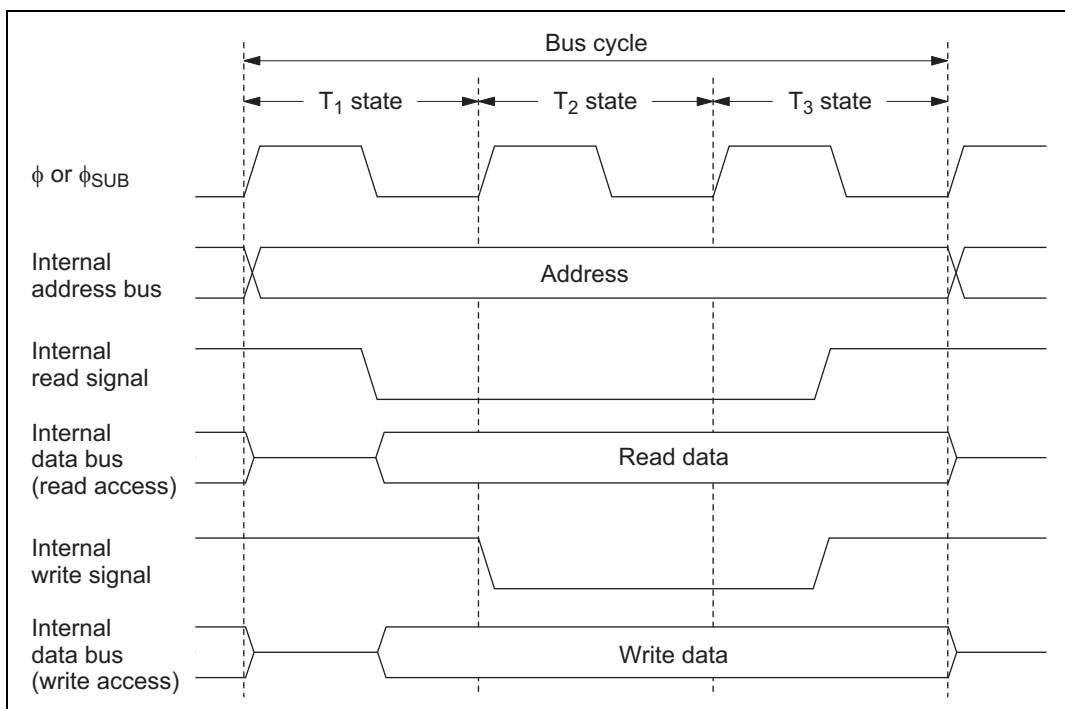 Bus cycle
T1 state
T2 state
T3 state
ϕ or ϕSUB
Internal
address bus
Address
Internal
read signal
Internal
data bus
(read access)
Read data
Internal
write signal
Internal
data bus
(write access)
Write data